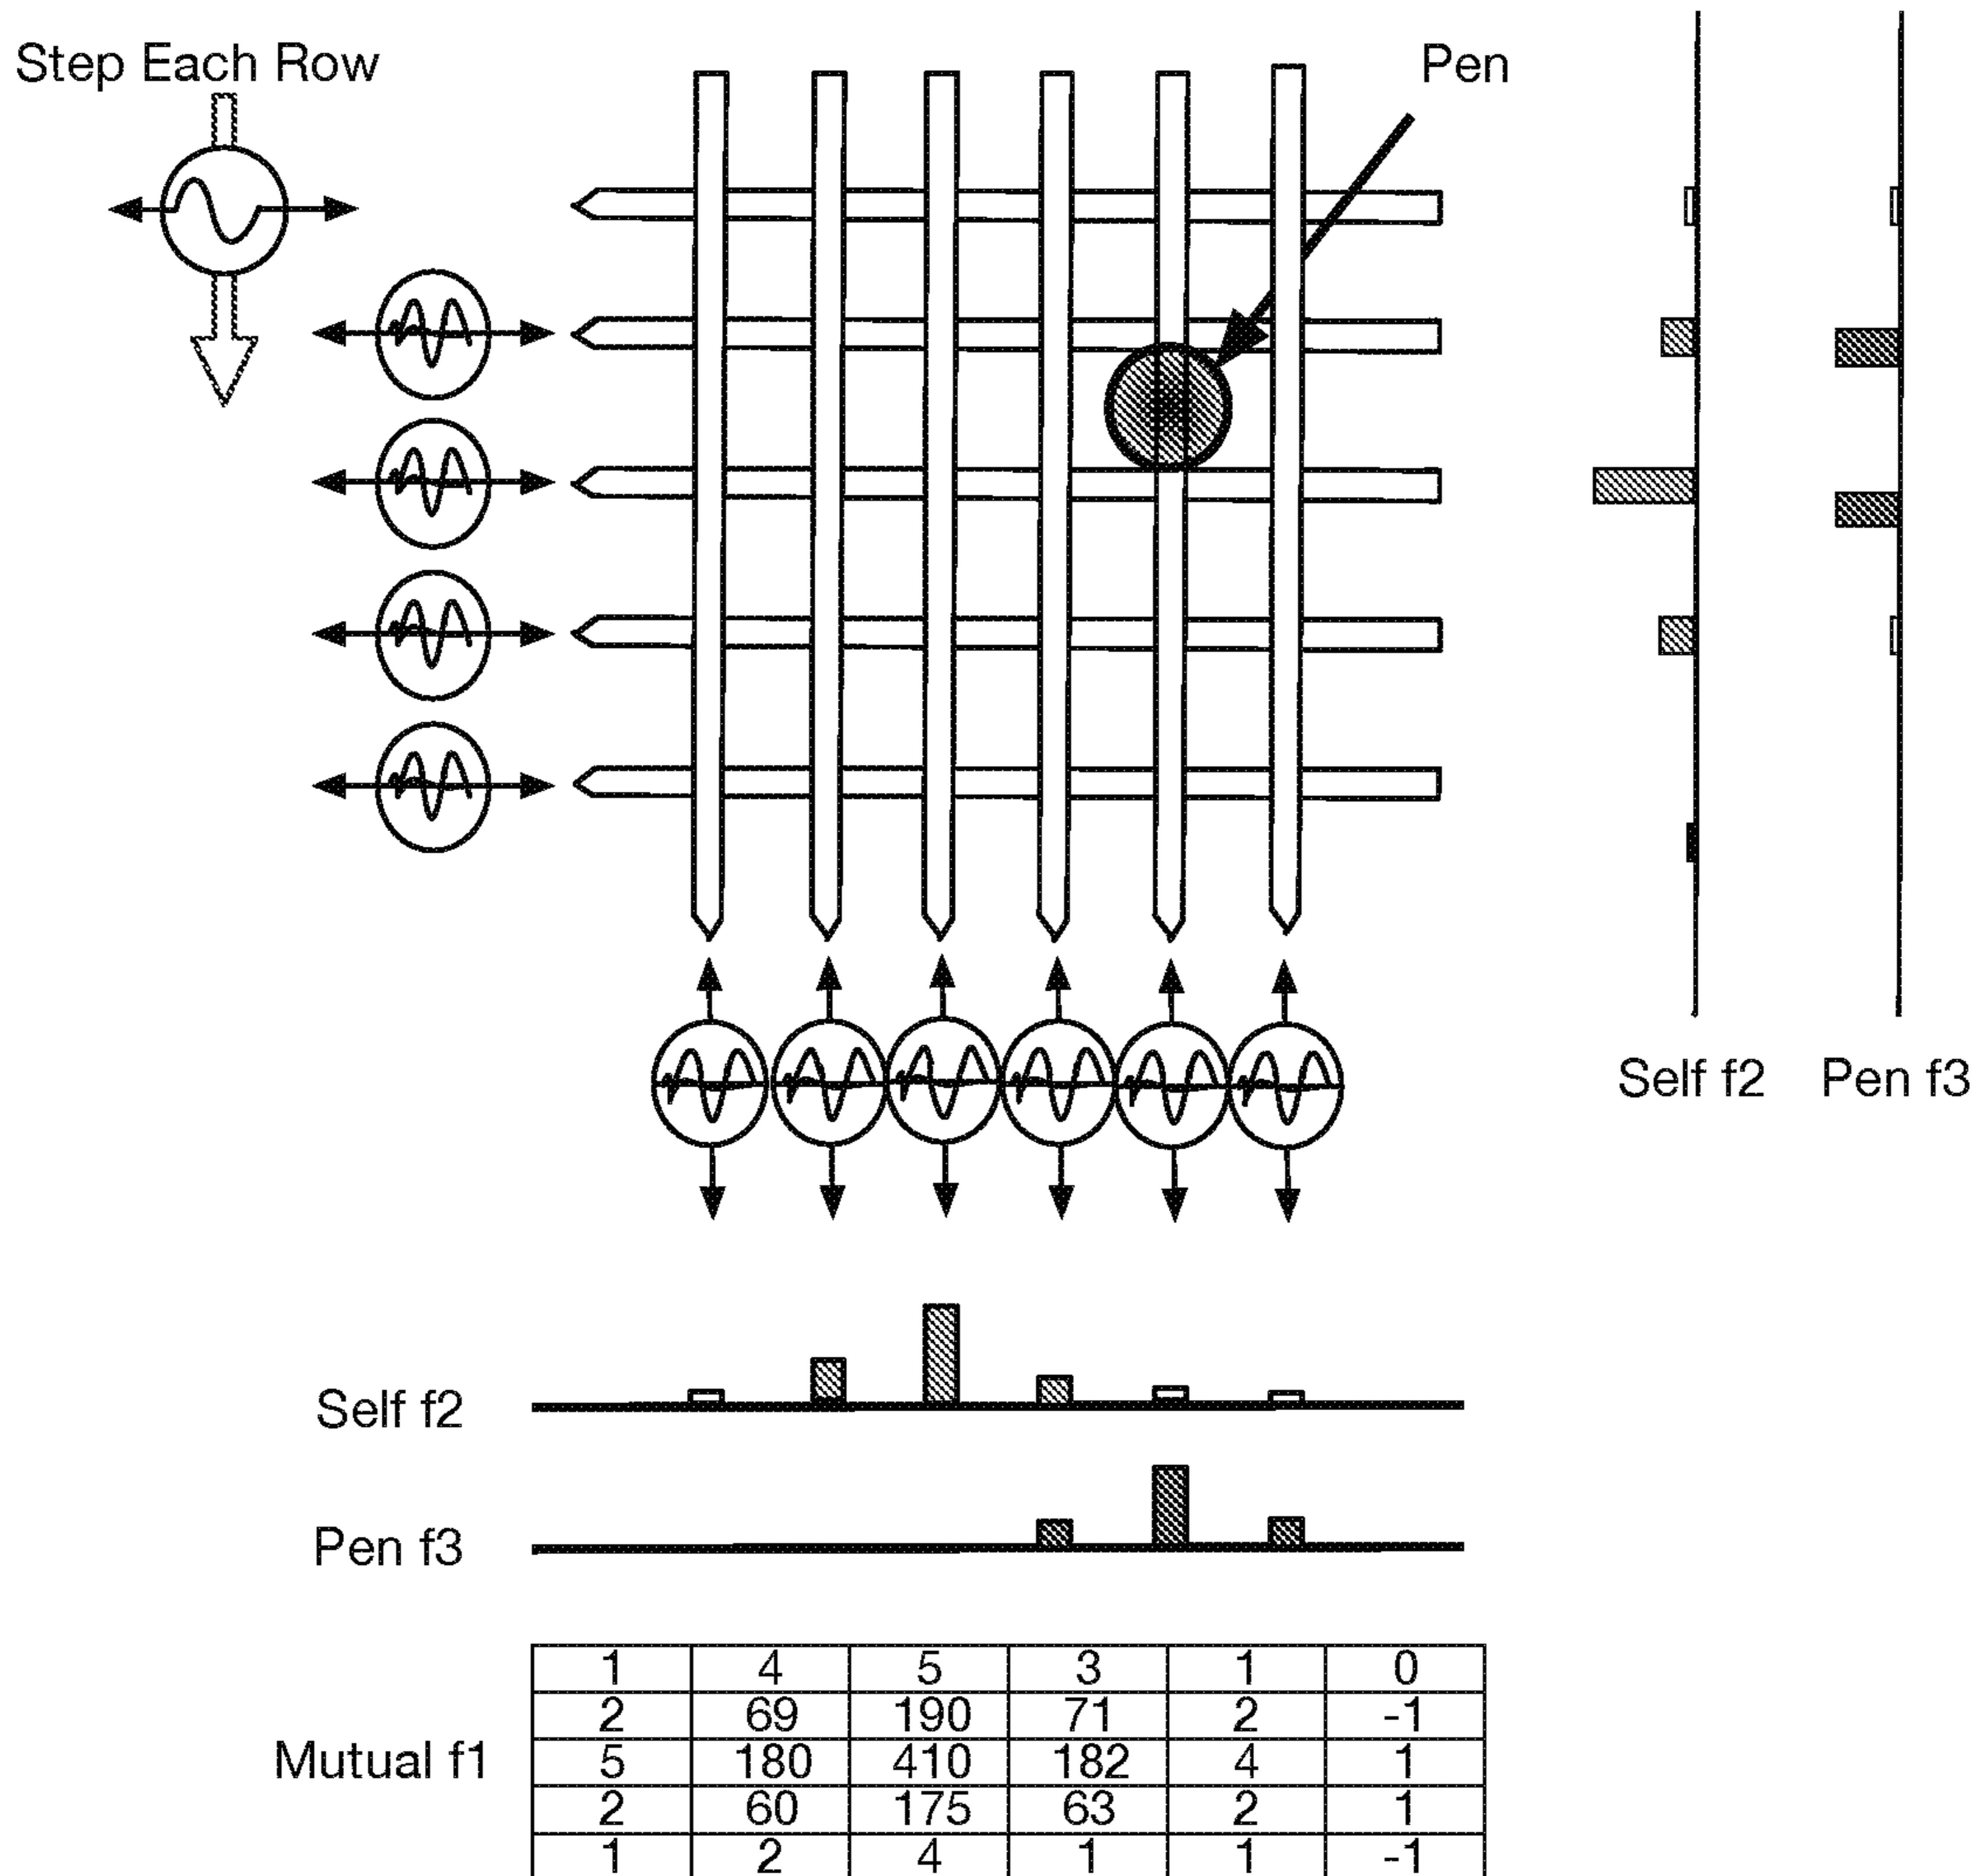 Step Each Row
Pen
Self f2 Pen f3
Self f2
Pen f3
Mutual f1
1 4 5 3 1 0
2 69 190 71 2 -1
5 180 410 182 4 1
2 60 175 63 2 1
1 2 4 1 1 -1